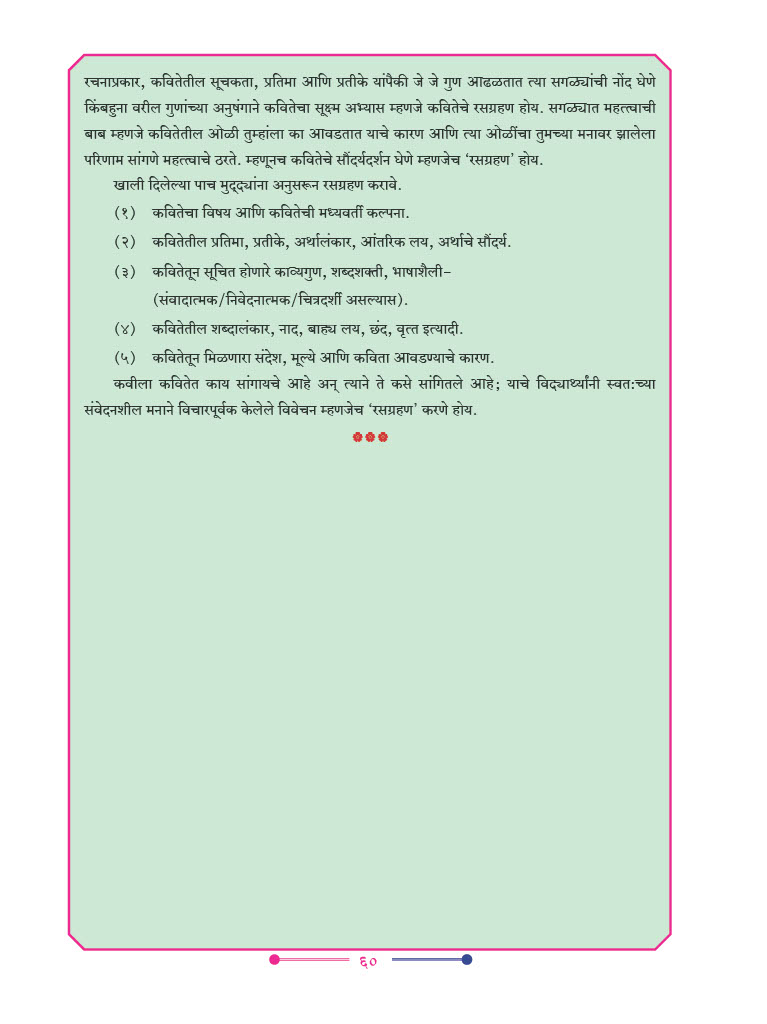 रचनाप्रकार, कवितेतील सूचकता, प्रतिमा आणि प्रतीके यांपैकी जे जे गुण आढळतात त्या सगळ्यांची नोंद घेणे
किंबहुना वरील गुणांच्या अनुषंगाने कवितेचा सूक्ष्म अभ्यास म्हणजे कवितेचे रसग्रहण होय. सगळ्यात महत्त्वाची
बाब म्हणजे कवितेतील ओळी तुम्हांला का आवडतात याचे कारण आणि त्या ओळींचा तुमच्या मनावर झालेला
परिणाम सांगणे महत्त्वाचे ठरते. म्हणूनच कवितेचे सौंदर्यदर्शन घेणे म्हणजेच ‘रसग्रहण’ होय.
खाली दिलेल्या पाच मुद्द्यांना अनुसरून रसग्रहण करावे.
(१) कवितेचा विषय आणि कवितेची मध्यवर्ती कल्पना.
(२) कवितेतील प्रतिमा, प्रतीके, अर्थालंकार, आंतरिक लय, अर्थाचे सौंदर्य.
(३) कवितेतून सूचित होणारे काव्यगुण, शब्दशक्ती, भाषाशैली–
(संवादात्मक/निवेदनात्मक/चित्रदर्शी असल्यास).
(४) कवितेतील शब्दालंकार, नाद, बाह्य लय, छंद, वृत्त इत्यादी.
(५) कवितेतून मिळणारा संदेश, मूल्ये आणि कविता आवडण्याचे कारण.
कवीला कवितेत काय सांगायचे आहे अन् त्याने ते कसे सांगितले आहे; याचे विद्यार्थ्यांनी स्वत:च्या
संवेदनशील मनाने विचारपूर्वक केलेले विवेचन म्हणजेच ‘रसग्रहण’ करणे होय.
६०